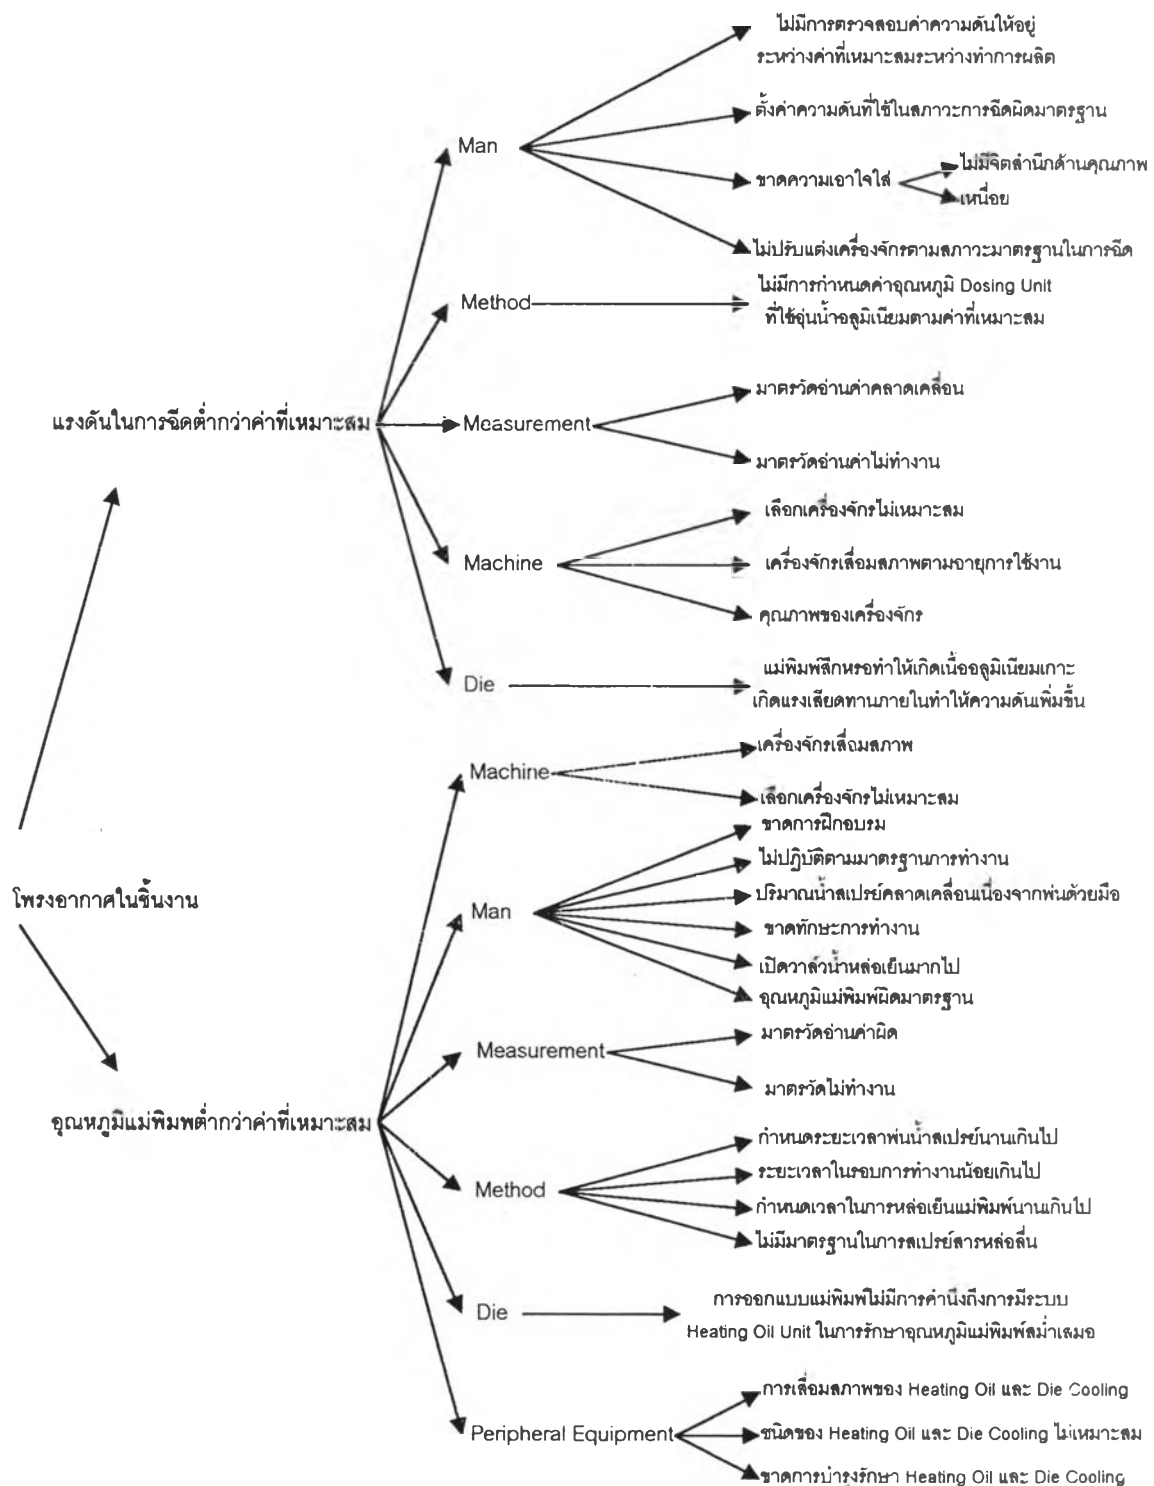 ไม่มีการตรวจสอบค่าความดันให้อยู่
ระหว่างค่าที่เหมาะสมระหว่างทำการผลิต
ตั้งค่าความดันที่ใช้ในสภาวะการฉีดผิดมาตรฐาน
Man
ขาดความเอาใจใส่
ไม่มีจิตสำนึกด้านคุณภาพ
เหนื่อย
ไม่ปรับแต่งเครื่องจักรตามสภาวะมาตรฐานในการฉีด
Method
ไม่มีการกำหนดค่าอุณหภูมิ Dosing Unit
ที่ใช้อุ่นน้ำอลูมิเนียมตามค่าที่เหมาะสม
แรงดันในการฉีดต่ำกว่าค่าที่เหมาะสม
Measurement
มาตรวัดอ่านค่าคลาดเคลื่อน
มาตรวัดอ่านค่าไม่ทำงาน
Machine
เลือกเครื่องจักรไม่เหมาะสม
เครื่องจักรเสื่อมสภาพตามอายุการใช้งาน
คุณภาพของเครื่องจักร
Die
แม่พิมพ์สึกหรอทำให้เกิดเนื้ออลูมิเนียมเกาะ
เกิดแรงเสียดทานภายในทำให้ความดันเพิ่มขึ้น
โพรงอากาศในชิ้นงาน
Machine
เครื่องจักรเสื่อมสภาพ
เลือกเครื่องจักรไม่เหมาะสม
Man
ขาดการฝึกอบรม
ไม่ปฏิบัติตามมาตรฐานการทำงาน
ปริมาณน้ำสเปรย์คลาดเคลื่อนเนื่องจากพ่นด้วยมือ
ขาดทักษะการทำงาน
เปิดวาล์วน้ำหล่อเย็นมากไป
อุณหภูมิแม่พิมพ์ผิดมาตรฐาน
Measurement
มาตรวัดอ่านค่าผิด
มาตรวัดไม่ทำงาน
อุณหภูมิแม่พิมพต่ำกว่าค่าที่เหมาะสม
Method
กำหนดระยะเวลาพ่นน้ำสเปรย์นานเกินไป
ระยะเวลาในรอบการทำงานน้อยเกินไป
กำหนดเวลาในการหล่อเย็นแม่พิมพ์นานเกินไป
ไม่มีมาตรฐานในการสเปรย์สารหล่อลื่น
Die
การออกแบบแม่พิมพ์ไม่มีการคำนึงถึงการมีระบบ
Heating Oil Unit ในการรักษาอุณหภูมิแม่พิมพ์สม่ำเสมอ
Peripheral Equipment
การเสื่อมสภาพของ Heating Oil และ Die Cooling
ชนิดของ Heating Oil และ Die Cooling ไม่เหมาะสม
ขาดการบำรุงรักษา Heating Oil และ Die Cooling